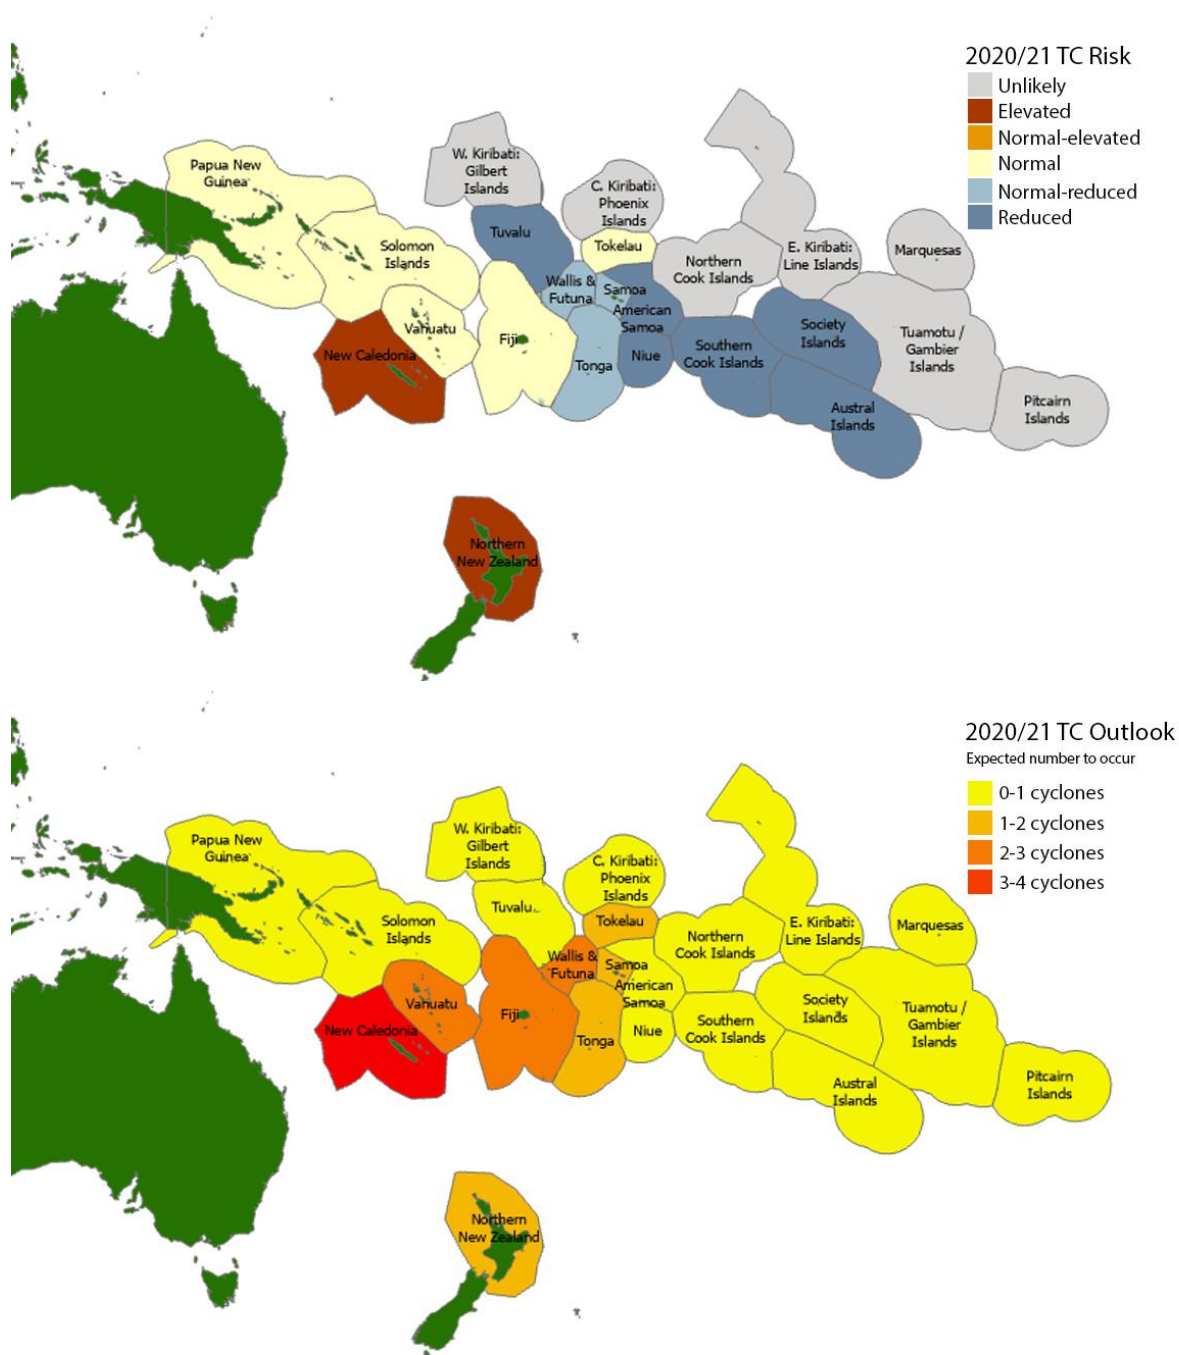 2020/21 TC Risk
Unlikely
Elevated
Normal-elevated
Normal
Normal-reduced
Reduced
Papua New
Guinea
W. Kiribati:
Gilbert
Islands
C. Kiribati:
Phoenix
Islands
Tuvalu
Tokelau
Solomon
Islands
Northern
Cook Islands
E. Kiribati:
Line Islands
Marquesas
Wallis &
Futuna
Samoa
American
Samoa
Vanuatu
Fiji
New Caledonia
Tonga
Niue
Southern
Cook Islands
Society
Islands
Tuamotu /
Gambier
Islands
Austral
Islands
Pitcairn
Islands
Northern
New Zealand
2020/21 TC Outlook
Expected number to occur
0-1 cyclones
1-2 cyclones
2-3 cyclones
3-4 cyclones
Papua New
Guinea
W. Kiribati:
Gilbert
Islands
C. Kiribati:
Phoenix
Islands
Tuvalu
Tokelau
Solomon
Islands
Northern
Cook Islands
E. Kiribati:
Line Islands
Marquesas
Wallis &
Futuna
Samoa
American
Samoa
Vanuatu
Fiji
New Caledonia
Tonga
Niue
Southern
Cook Islands
Society
Islands
Tuamotu /
Gambier
Islands
Austral
Islands
Pitcairn
Islands
Northern
New Zealand